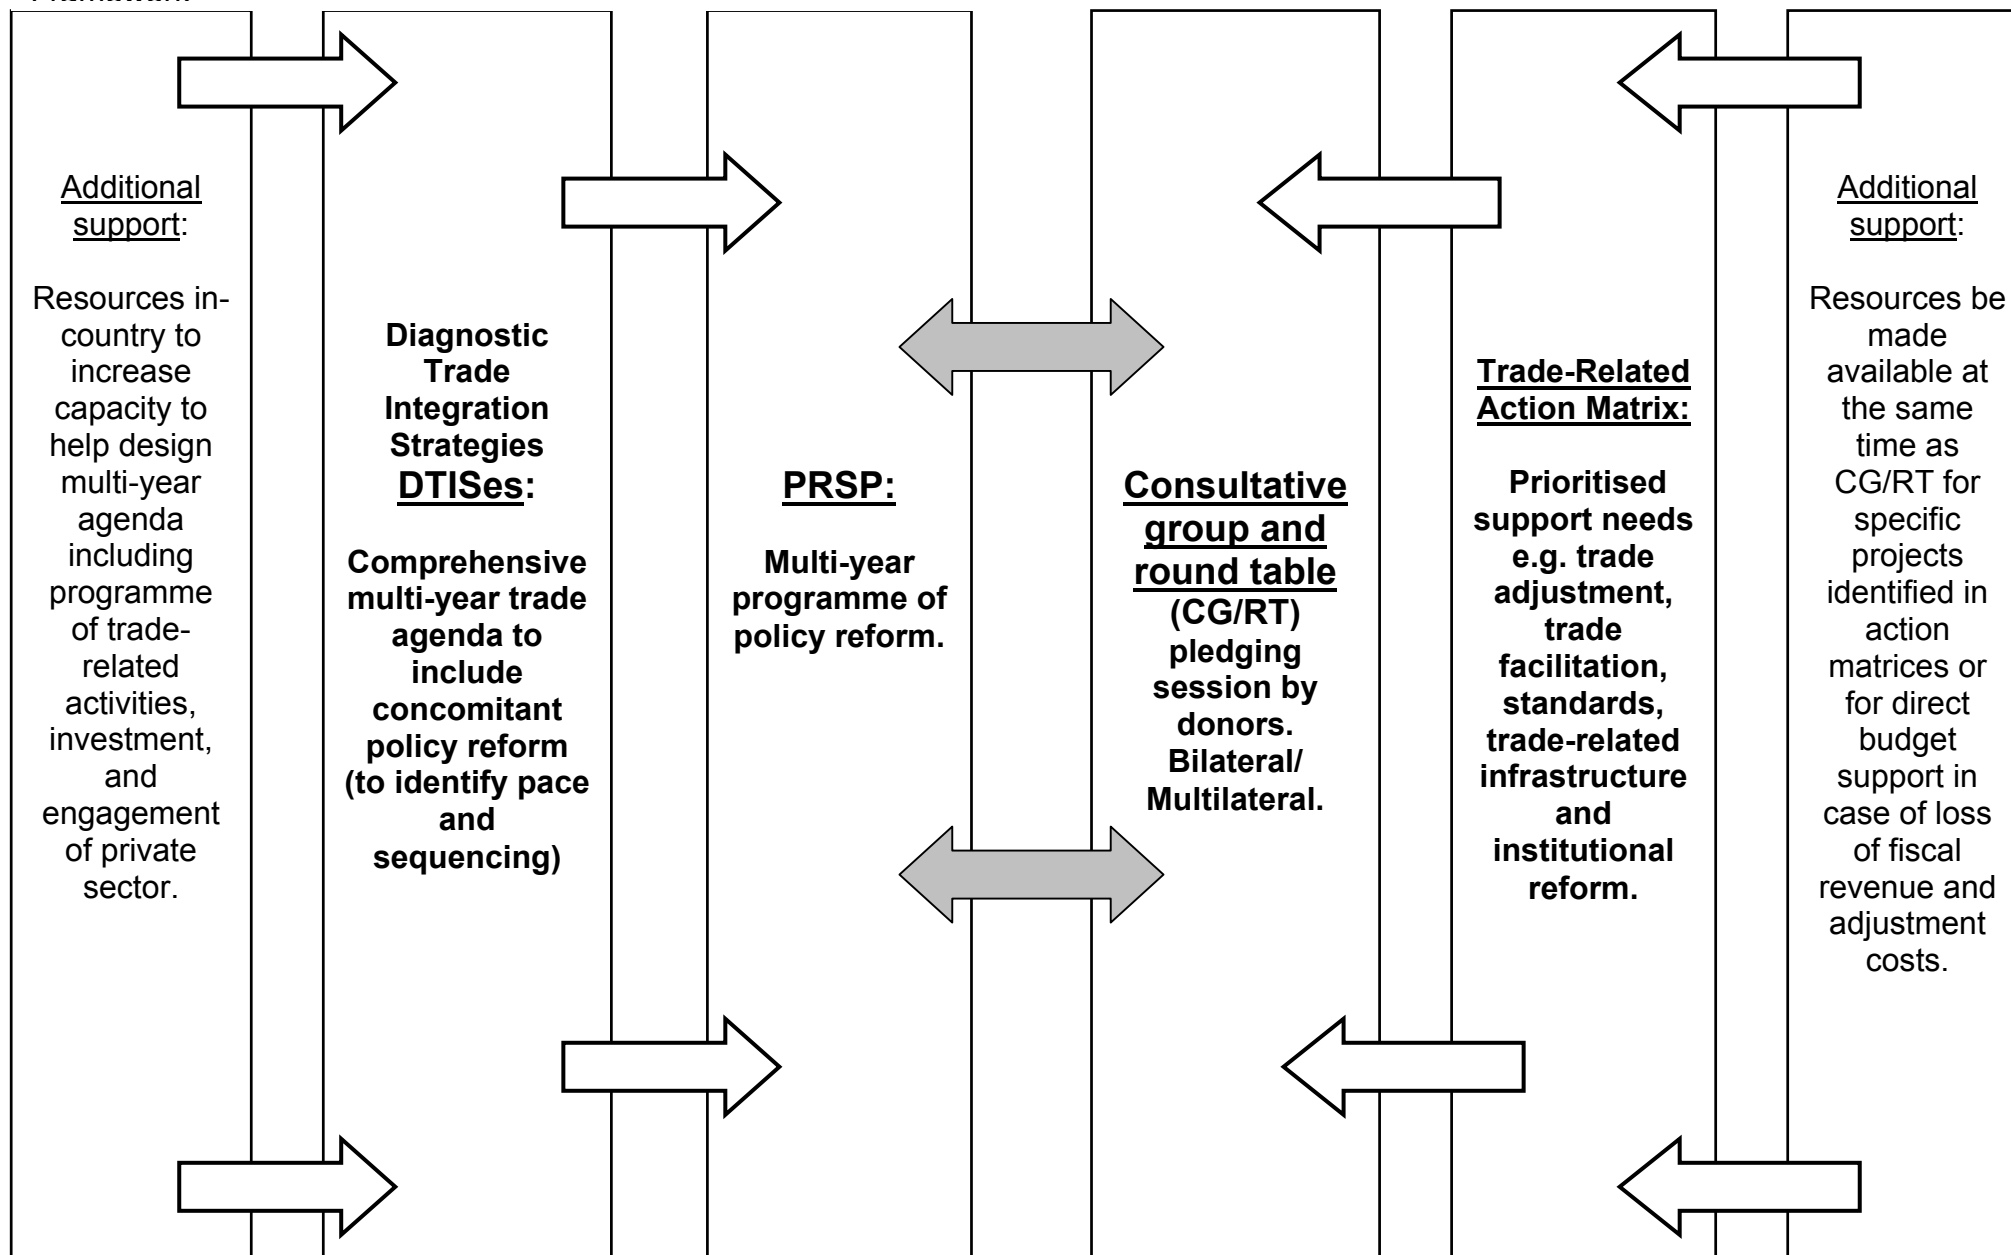 Additional
support:
Resources in-
country to
increase
capacity to
help design
multi-year
agenda
including
programme
of trade-
related
activities,
investment,
and
engagement
of private
sector.
Diagnostic
Trade
Integration
Strategies
DTISes:
Comprehensive
multi-year trade
agenda to
include
concomitant
policy reform
(to identify pace
and
sequencing)
PRSP:
Multi-year
programme of
policy reform.
Consultative
group and
round table
(CG/RT)
pledging
session by
donors.
Bilateral/
Multilateral.
Trade-Related
Action Matrix:
Prioritised
support needs
e.g. trade
adjustment,
trade
facilitation,
standards,
trade-related
infrastructure
and
institutional
reform.
Additional
support:
Resources be
made
available at
the same
time as
CG/RT for
specific
projects
identified in
action
matrices or
for direct
budget
support in
case of loss
of fiscal
revenue and
adjustment
costs.